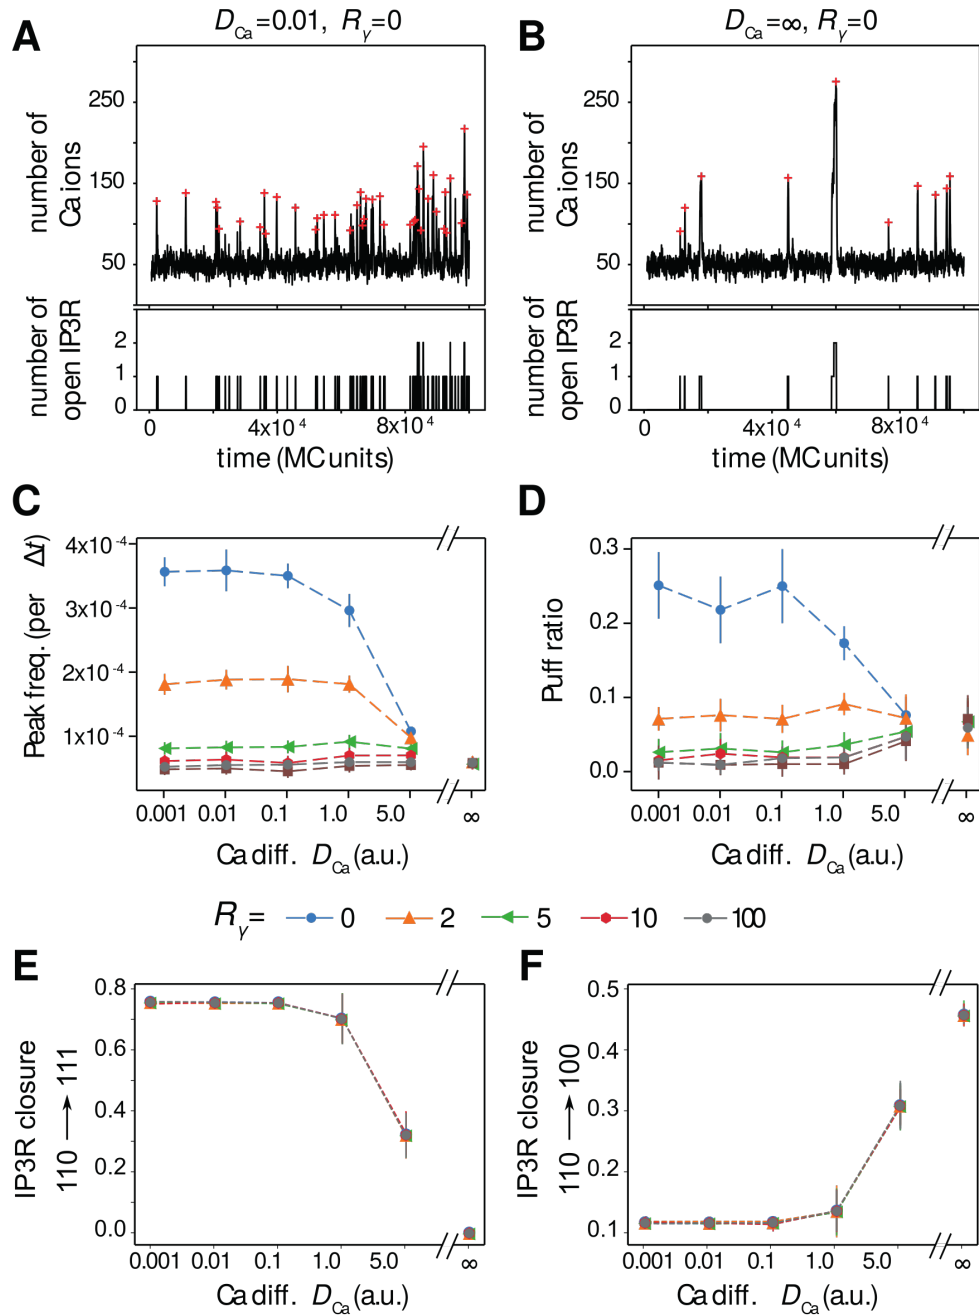 A
D_Ca=0.01, R_γ=0
B
D_Ca=∞, R_γ=0
number of
Ca ions
250
150
50
number of
open IP3R
2
1
0
0
4x10⁴
8x10⁴
time (MC units)
number of
Ca ions
250
150
50
number of
open IP3R
2
1
0
0
4x10⁴
8x10⁴
time (MC units)
C
Peak freq. (per Δt)
4x10⁻⁴
3x10⁻⁴
2x10⁻⁴
1x10⁻⁴
0.001
0.01
0.1
1.0
5.0
∞
Ca diff. D_Ca (a.u.)
D
Puff ratio
0.3
0.2
0.1
0.0
0.001
0.01
0.1
1.0
5.0
∞
Ca diff. D_Ca (a.u.)
R_γ= 0 2 5 10 100
E
IP3R closure
110 → 111
0.8
0.6
0.4
0.2
0.0
0.001
0.01
0.1
1.0
5.0
∞
Ca diff. D_Ca (a.u.)
F
IP3R closure
110 → 100
0.5
0.4
0.3
0.2
0.1
0.001
0.01
0.1
1.0
5.0
∞
Ca diff. D_Ca (a.u.)